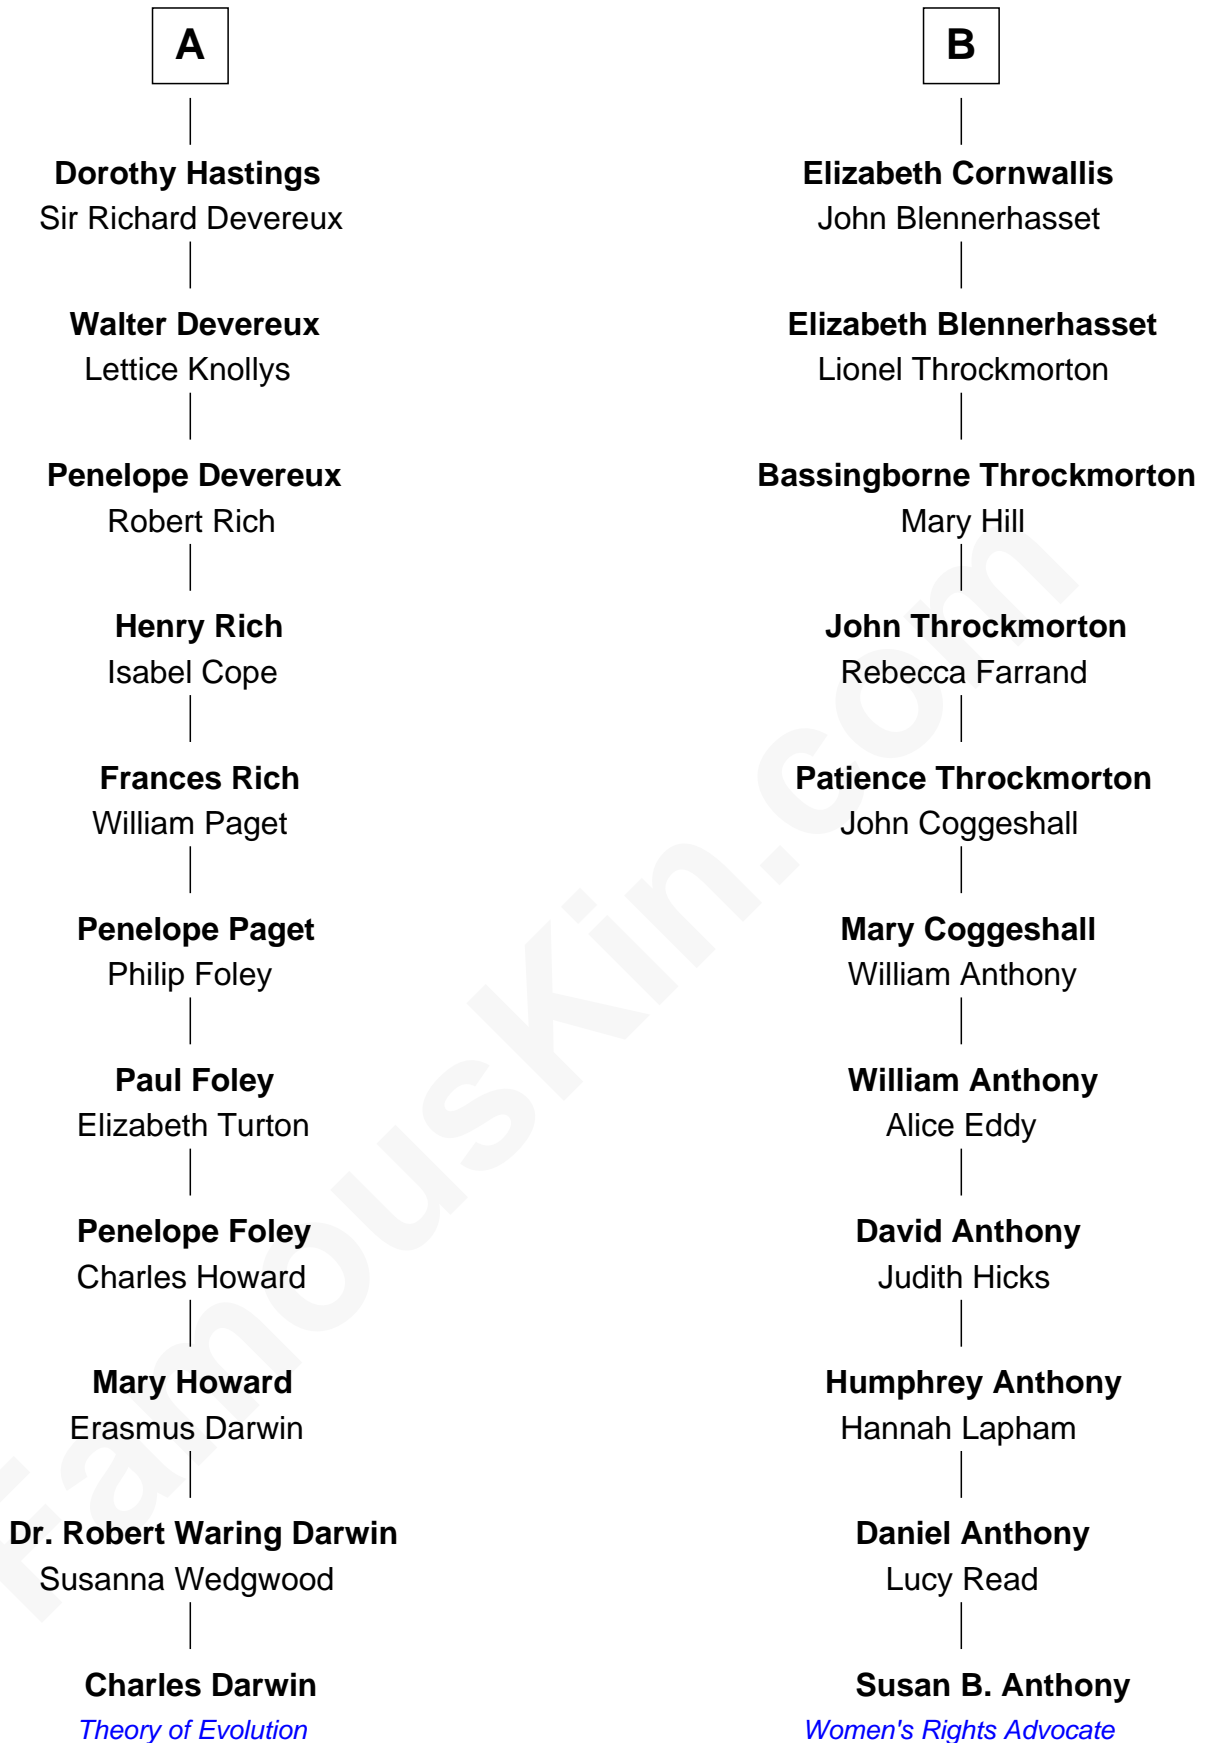 A
Dorothy Hastings
Sir Richard Devereux
Walter Devereux
Lettice Knollys
Penelope Devereux
Robert Rich
Henry Rich
Isabel Cope
Frances Rich
William Paget
Penelope Paget
Philip Foley
Paul Foley
Elizabeth Turton
Penelope Foley
Charles Howard
Mary Howard
Erasmus Darwin
Dr. Robert Waring Darwin
Susanna Wedgwood
Charles Darwin
Theory of Evolution
B
Elizabeth Cornwallis
John Blennerhasset
Elizabeth Blennerhasset
Lionel Throckmorton
Bassingborne Throckmorton
Mary Hill
John Throckmorton
Rebecca Farrand
Patience Throckmorton
John Coggeshall
Mary Coggeshall
William Anthony
William Anthony
Alice Eddy
David Anthony
Judith Hicks
Humphrey Anthony
Hannah Lapham
Daniel Anthony
Lucy Read
Susan B. Anthony
Women's Rights Advocate
FamousKin.com